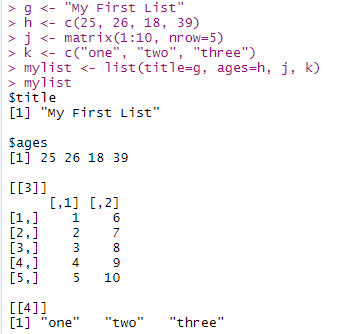 > g <- "My First List"
> h <- c(25, 26, 18, 39)
> j <- matrix(1:10, nrow=5)
> k <- c("one", "two", "three")
> mylist <- list(title=g, ages=h, j, k)
> mylist
$title
[1] "My First List"

$ages
[1] 25 26 18 39

[[3]]
     [,1] [,2]
[1,]    1    6
[2,]    2    7
[3,]    3    8
[4,]    4    9
[5,]    5   10

[[4]]
[1] "one"   "two"   "three"